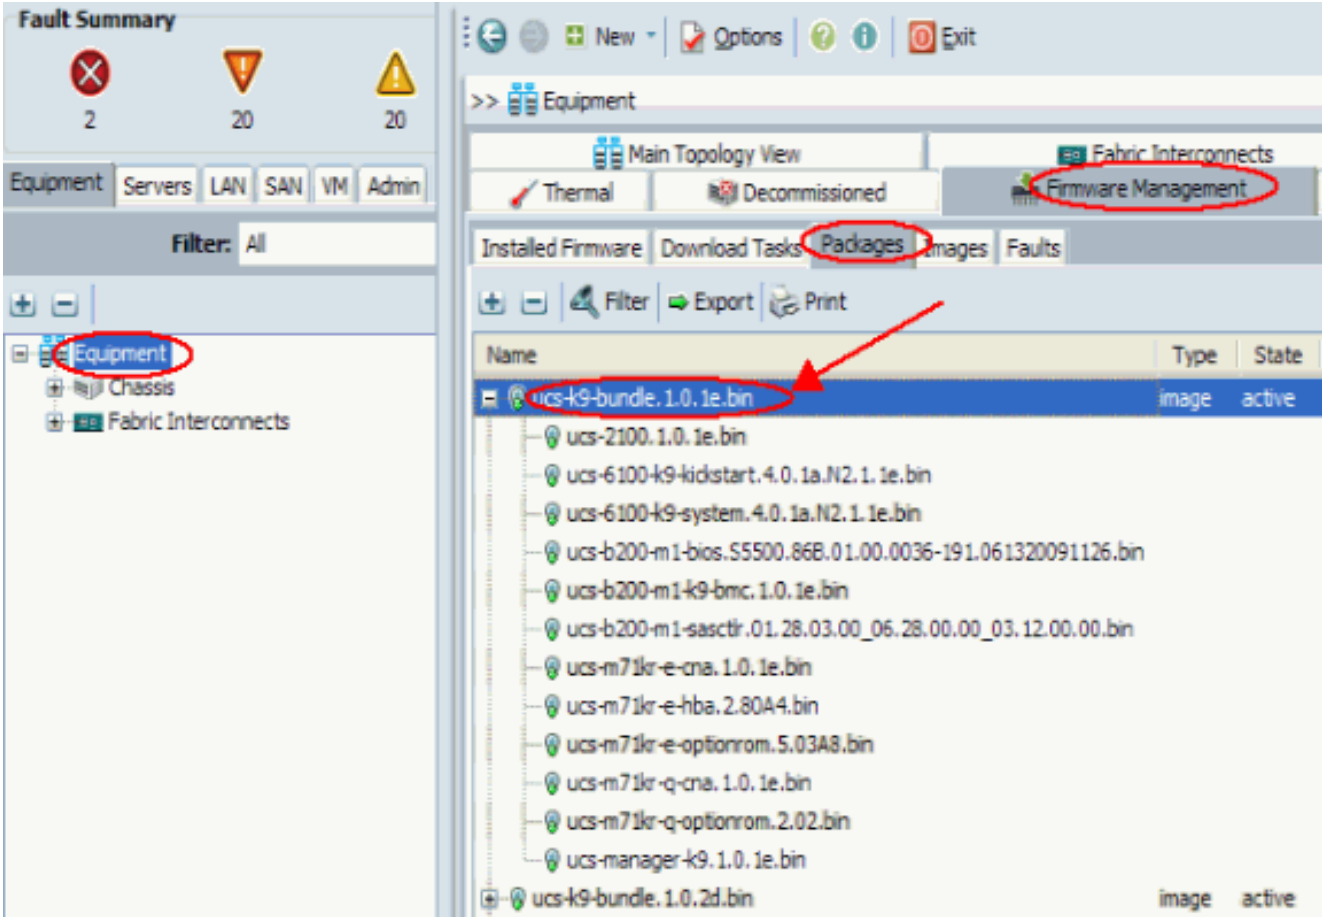 Fault Summary
2 20 20
Equipment Servers LAN SAN VM Admin
Filter: All
Equipment
Chassis
Fabric Interconnects
New Options Exit
>> Equipment
Main Topology View Fabric Interconnects
Thermal Decommissioned Firmware Management
Installed Firmware Download Tasks Packages Images Faults
Filter Export Print
Name Type State
ucs-k9-bundle.1.0.1e.bin image active
ucs-2100.1.0.1e.bin
ucs-6100-k9-kickstart.4.0.1a.N2.1.1e.bin
ucs-6100-k9-system.4.0.1a.N2.1.1e.bin
ucs-b200-m1-bios.S5500.86B.01.00.0036-191.061320091126.bin
ucs-b200-m1-k9-bmc.1.0.1e.bin
ucs-b200-m1-sasctlr.01.28.03.00_06.28.00.00_03.12.00.00.bin
ucs-m71kr-e-cna.1.0.1e.bin
ucs-m71kr-e-hba.2.80A4.bin
ucs-m71kr-e-optionrom.5.03A8.bin
ucs-m71kr-q-cna.1.0.1e.bin
ucs-m71kr-q-optionrom.2.02.bin
ucs-manager-k9.1.0.1e.bin
ucs-k9-bundle.1.0.2d.bin image active